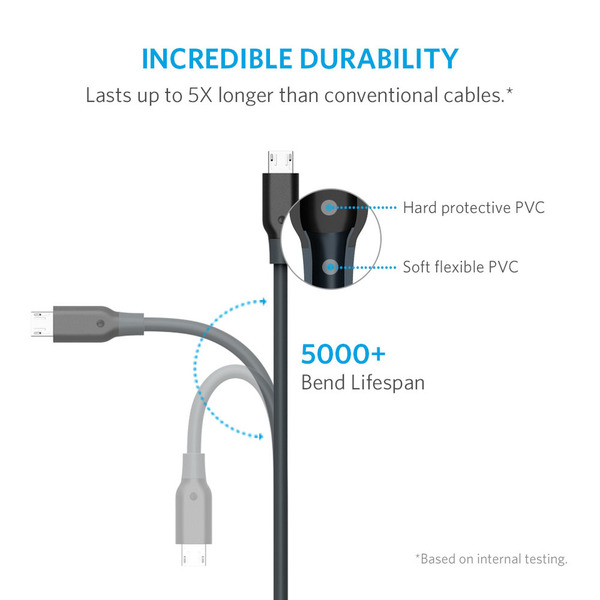 INCREDIBLE DURABILITY
Lasts up to 5X longer than conventional cables.*
Hard protective PVC
Soft flexible PVC
5000+
Bend Lifespan
*Based on internal testing.